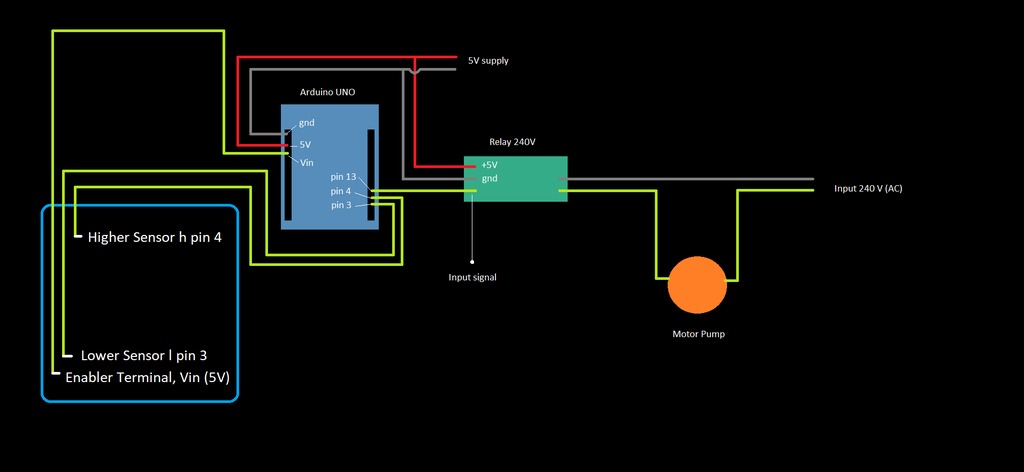 5V supply
Arduino UNO
gnd
5V
Vin
pin 13
pin 4
pin 3
Relay 240V
+5V
gnd
Input 240 V (AC)
Higher Sensor h pin 4
Input signal
Motor Pump
Lower Sensor l pin 3
Enabler Terminal, Vin (5V)